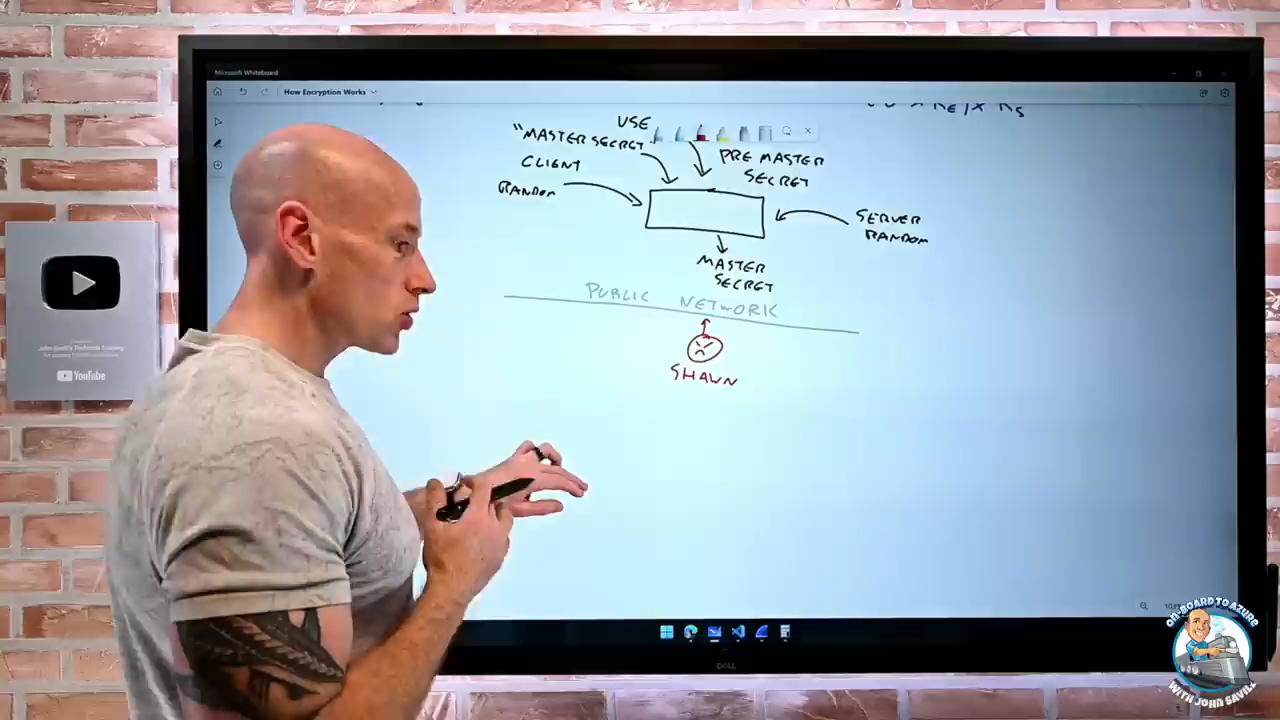 Microsoft Whiteboard
How Encryption Works
USE
"MASTER SECRET"
PRE MASTER
SECRET
CLIENT
RANDOM
SERVER
RANDOM
MASTER
SECRET
PUBLIC NETWORK
SHAWN
YouTube
DELL
ON-BOARD TO AZURE
WITH JOHN SAVILL